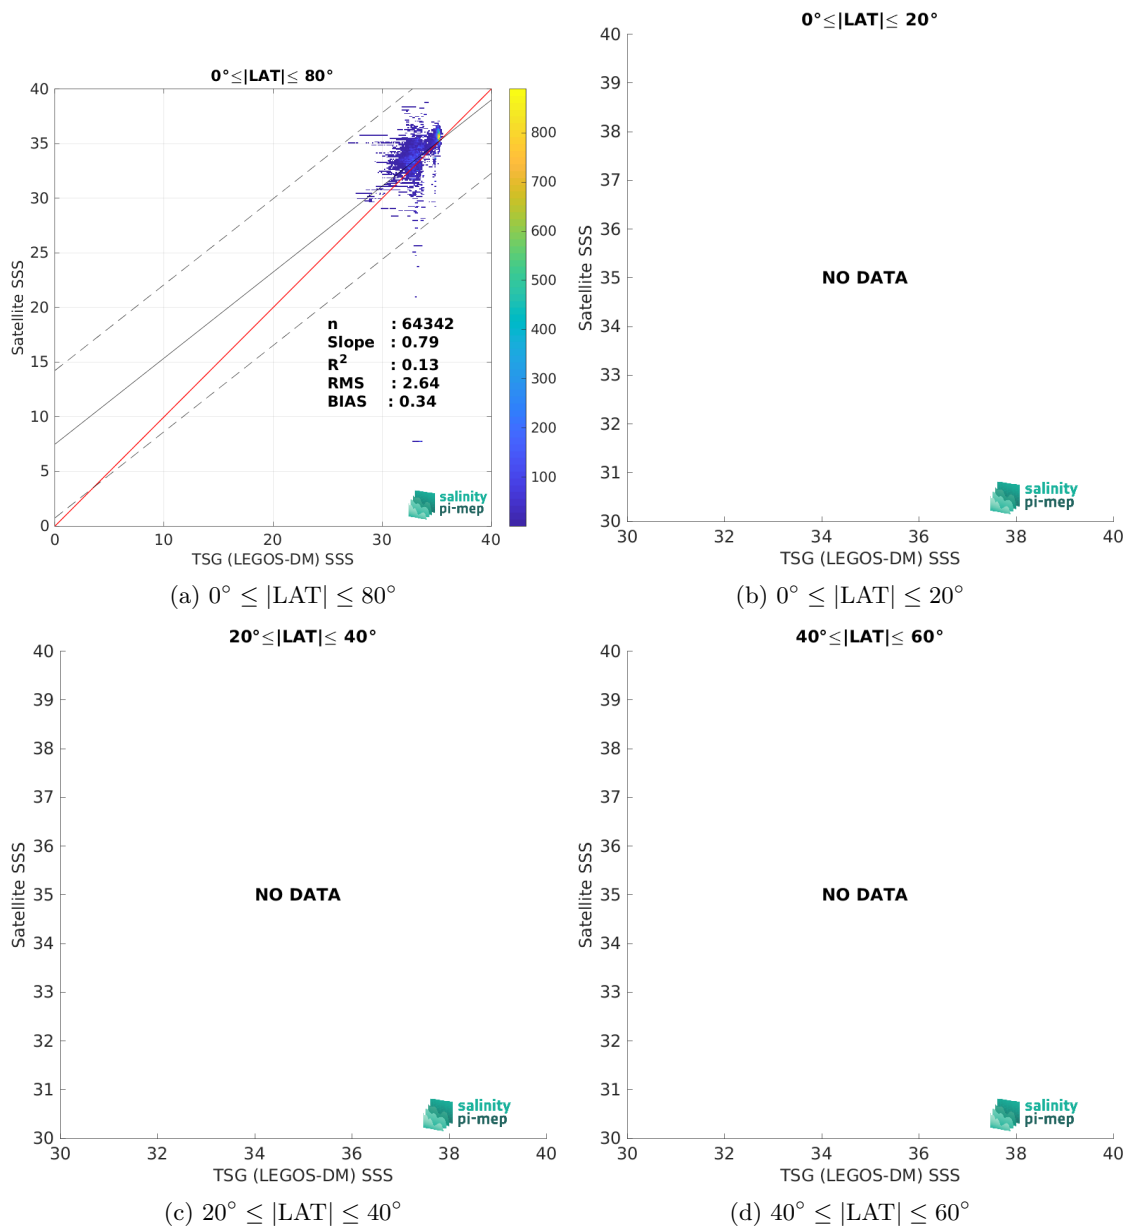 0°≤|LAT|≤ 80°
40
35
30
25
20
15
10
5
0
0
10
20
30
40
Satellite SSS
TSG (LEGOS-DM) SSS
n : 64342
Slope : 0.79
R² : 0.13
RMS : 2.64
BIAS : 0.34
800
700
600
500
400
300
200
100
salinity
pi-mep
(a) 0° ≤ |LAT| ≤ 80°
0°≤|LAT|≤ 20°
40
39
38
37
36
35
34
33
32
31
30
30
32
34
36
38
40
Satellite SSS
TSG (LEGOS-DM) SSS
NO DATA
salinity
pi-mep
(b) 0° ≤ |LAT| ≤ 20°
20°≤|LAT|≤ 40°
40
39
38
37
36
35
34
33
32
31
30
30
32
34
36
38
40
Satellite SSS
TSG (LEGOS-DM) SSS
NO DATA
salinity
pi-mep
(c) 20° ≤ |LAT| ≤ 40°
40°≤|LAT|≤ 60°
40
39
38
37
36
35
34
33
32
31
30
30
32
34
36
38
40
Satellite SSS
TSG (LEGOS-DM) SSS
NO DATA
salinity
pi-mep
(d) 40° ≤ |LAT| ≤ 60°